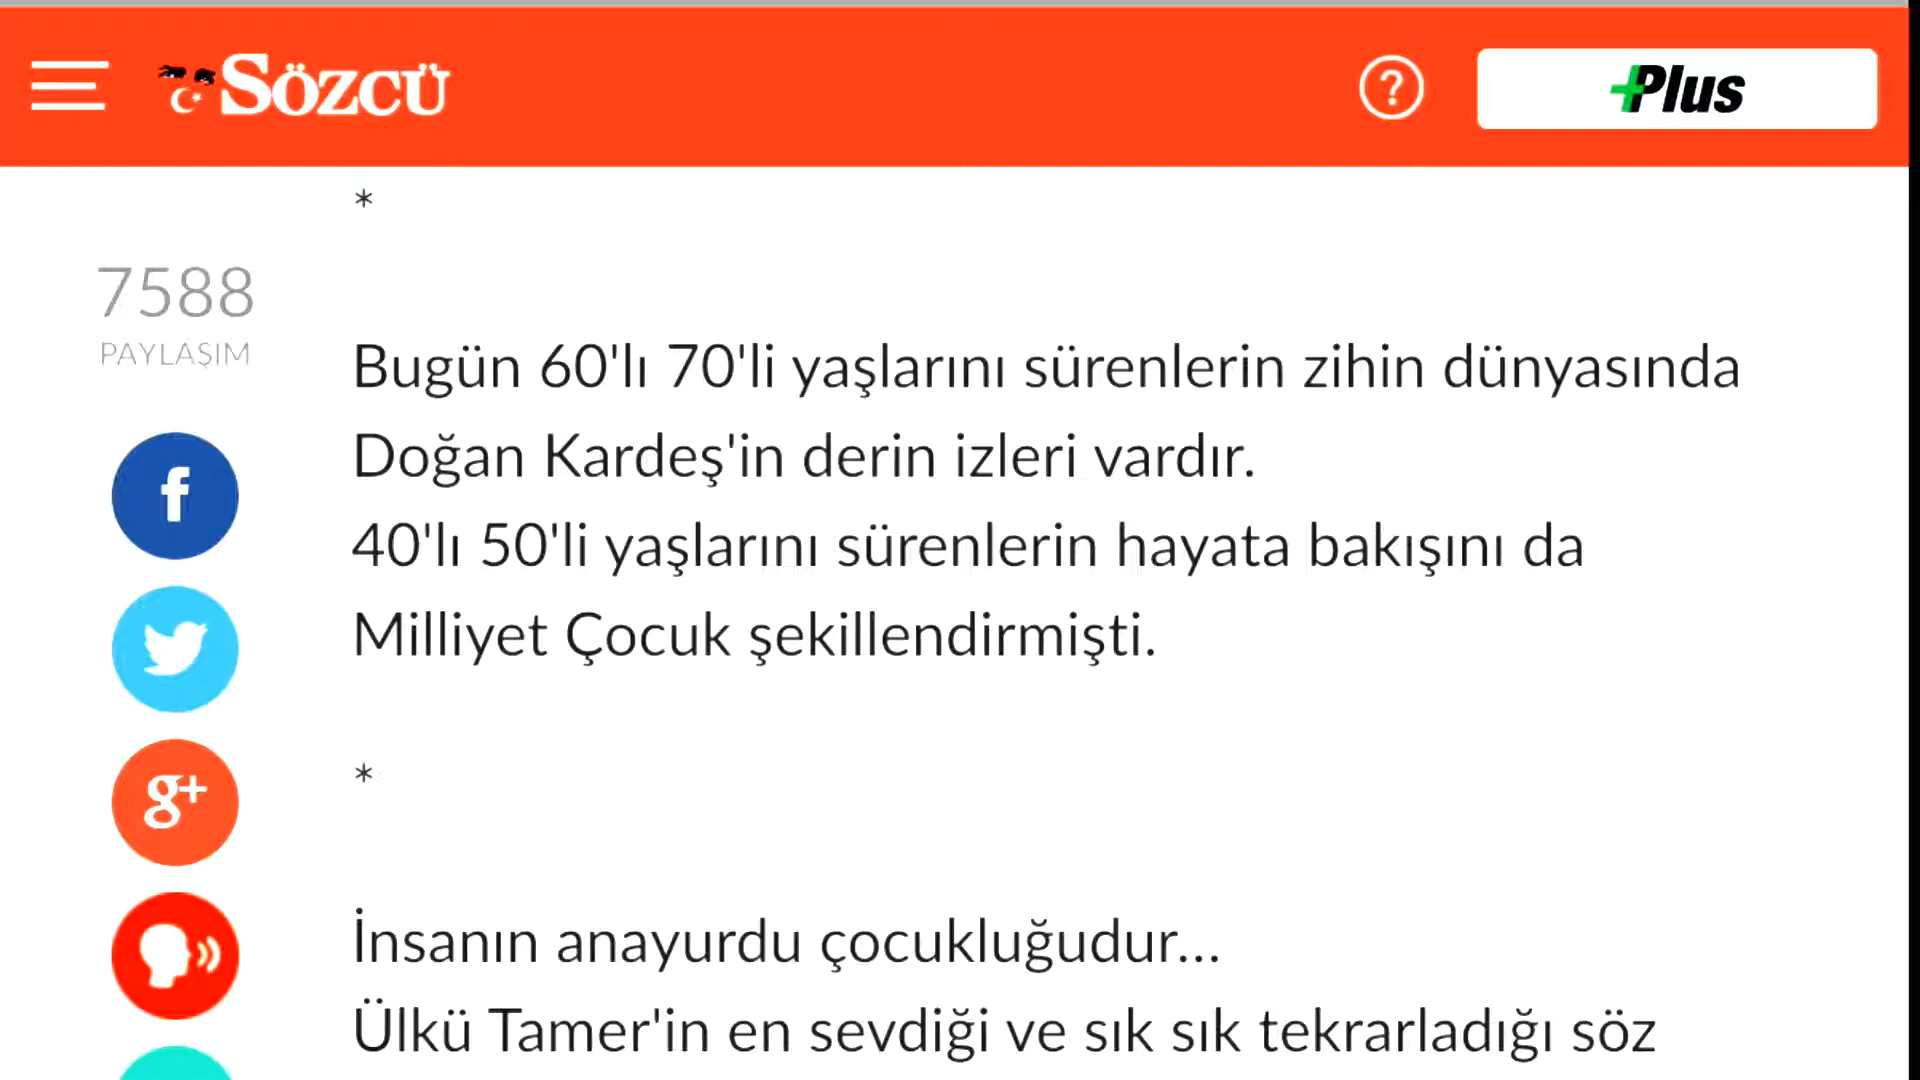 SÖZCÜ
?
+Plus
*
7588
PAYLAŞIM
Bugün 60'lı 70'li yaşlarını sürenlerin zihin dünyasında
Doğan Kardeş'in derin izleri vardır.
40'lı 50'li yaşlarını sürenlerin hayata bakışını da
Milliyet Çocuk şekillendirmişti.
f
g+
*
İnsanın anayurdu çocukluğudur...
Ülkü Tamer'in en sevdiği ve sık sık tekrarladığı söz